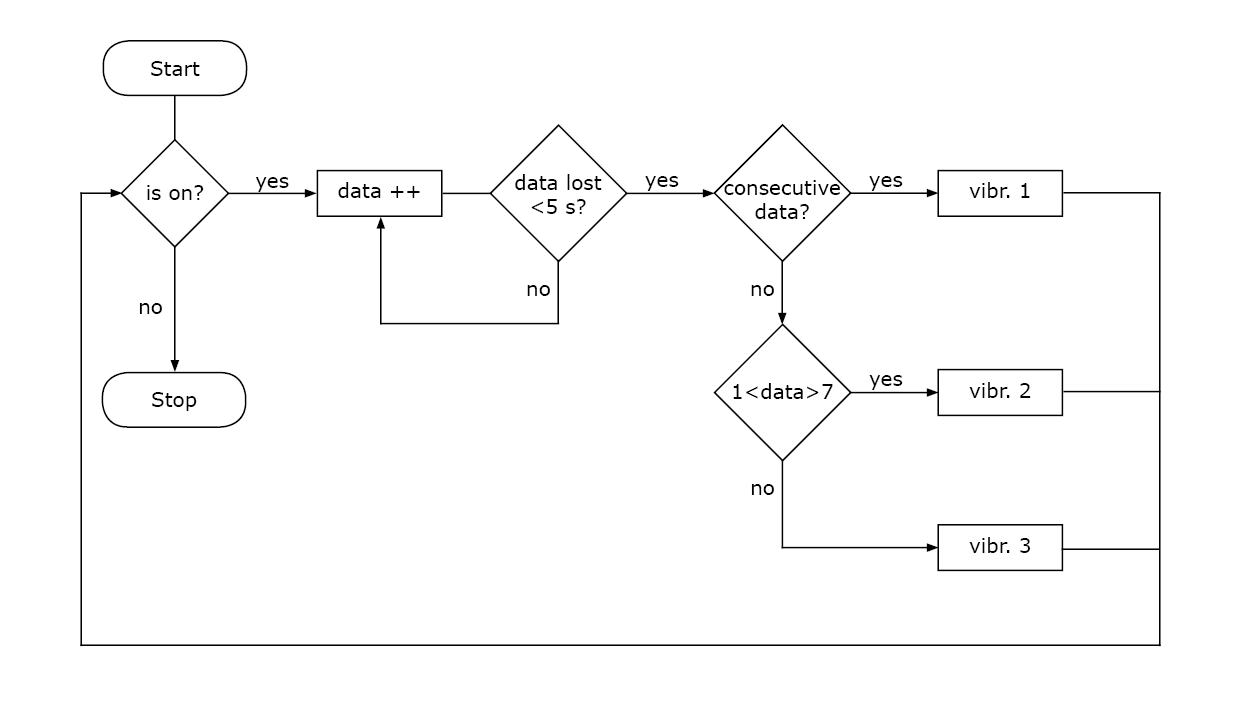 Start
is on?
yes
data ++
data lost
<5 s?
yes
consecutive
data?
yes
vibr. 1
no
Stop
no
no
1<data>7
yes
vibr. 2
no
vibr. 3